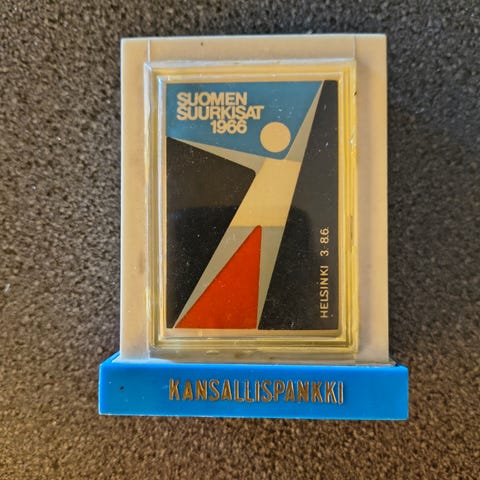 SUOMEN
SUURKISAT
1966
HELSINKI 3.-8.6.
KANSALLISPANKKI